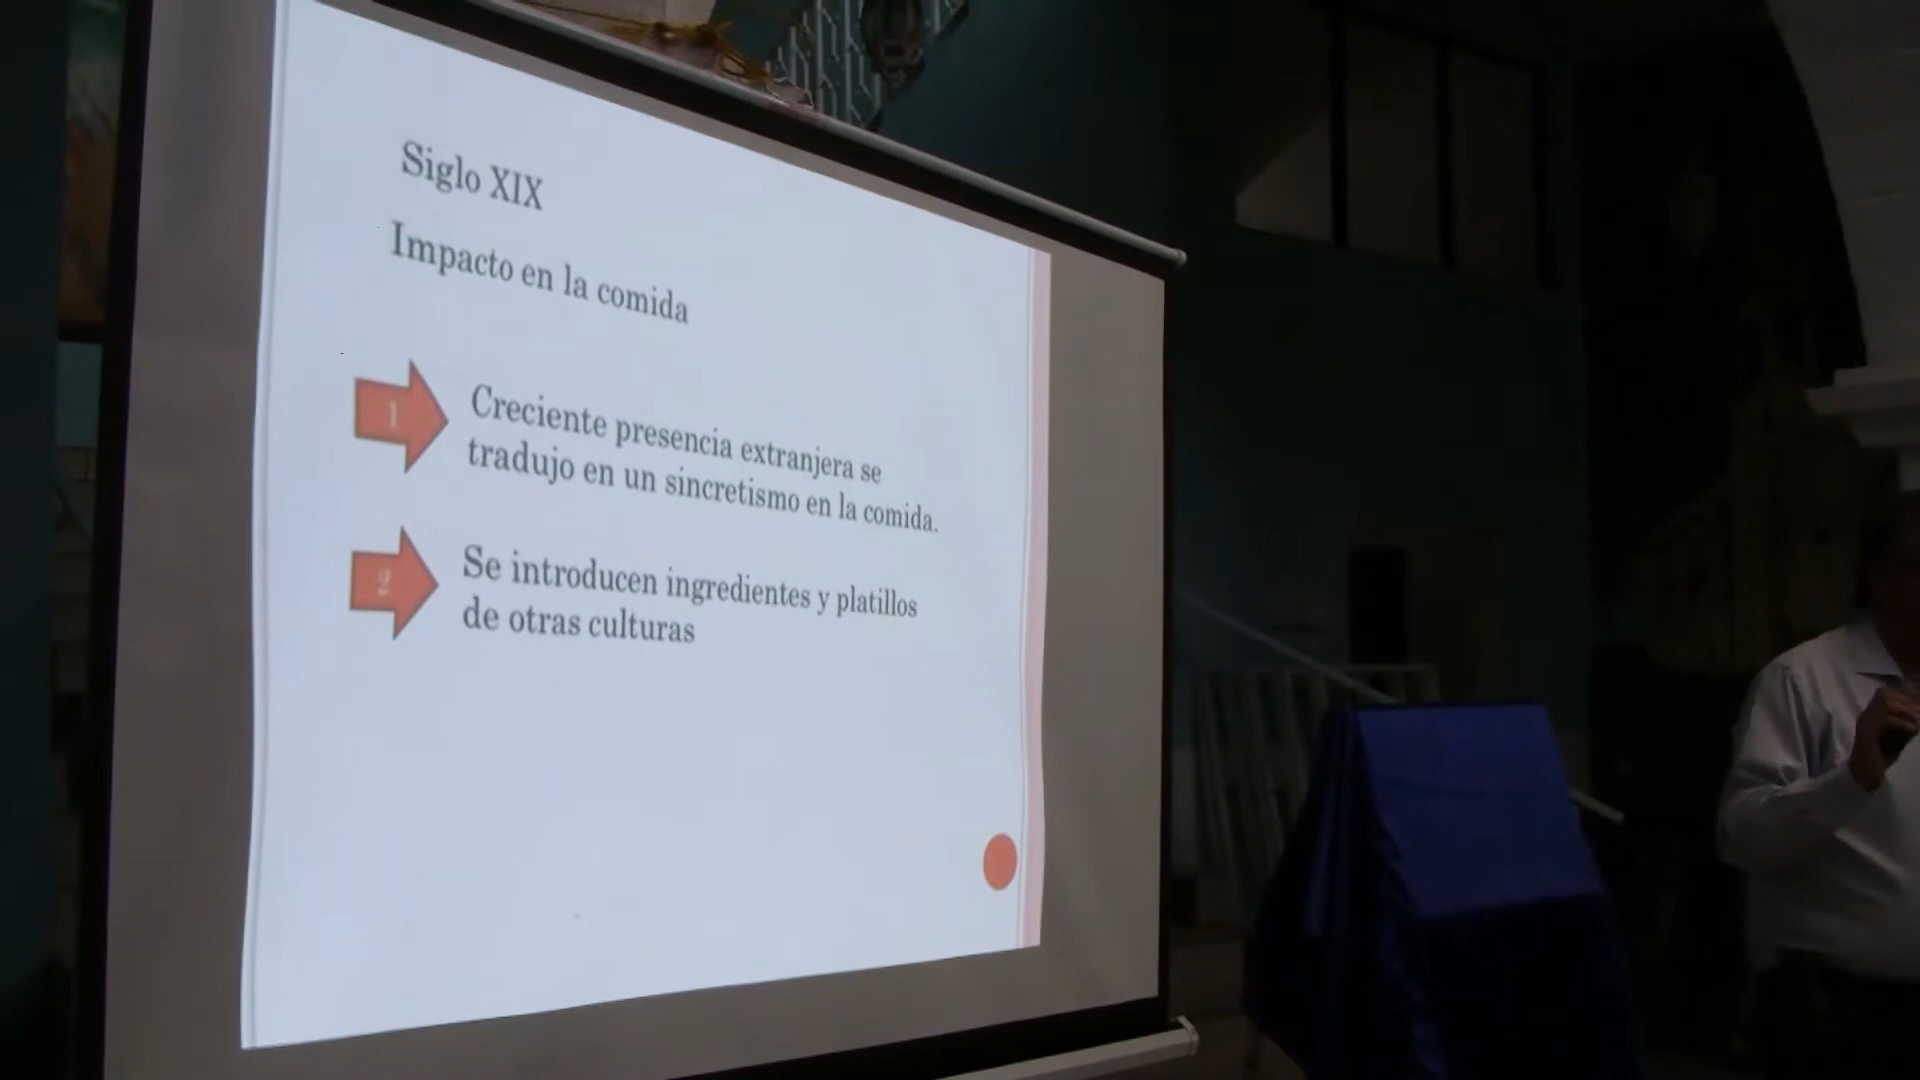 Siglo XIX
Impacto en la comida
1
Creciente presencia extranjera se
tradujo en un sincretismo en la comida.
2
Se introducen ingredientes y platillos
de otras culturas